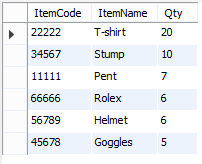 ItemCode ItemName Qty
22222 T-shirt 20
34567 Stump 10
11111 Pent 7
66666 Rolex 6
56789 Helmet 6
45678 Goggles 5